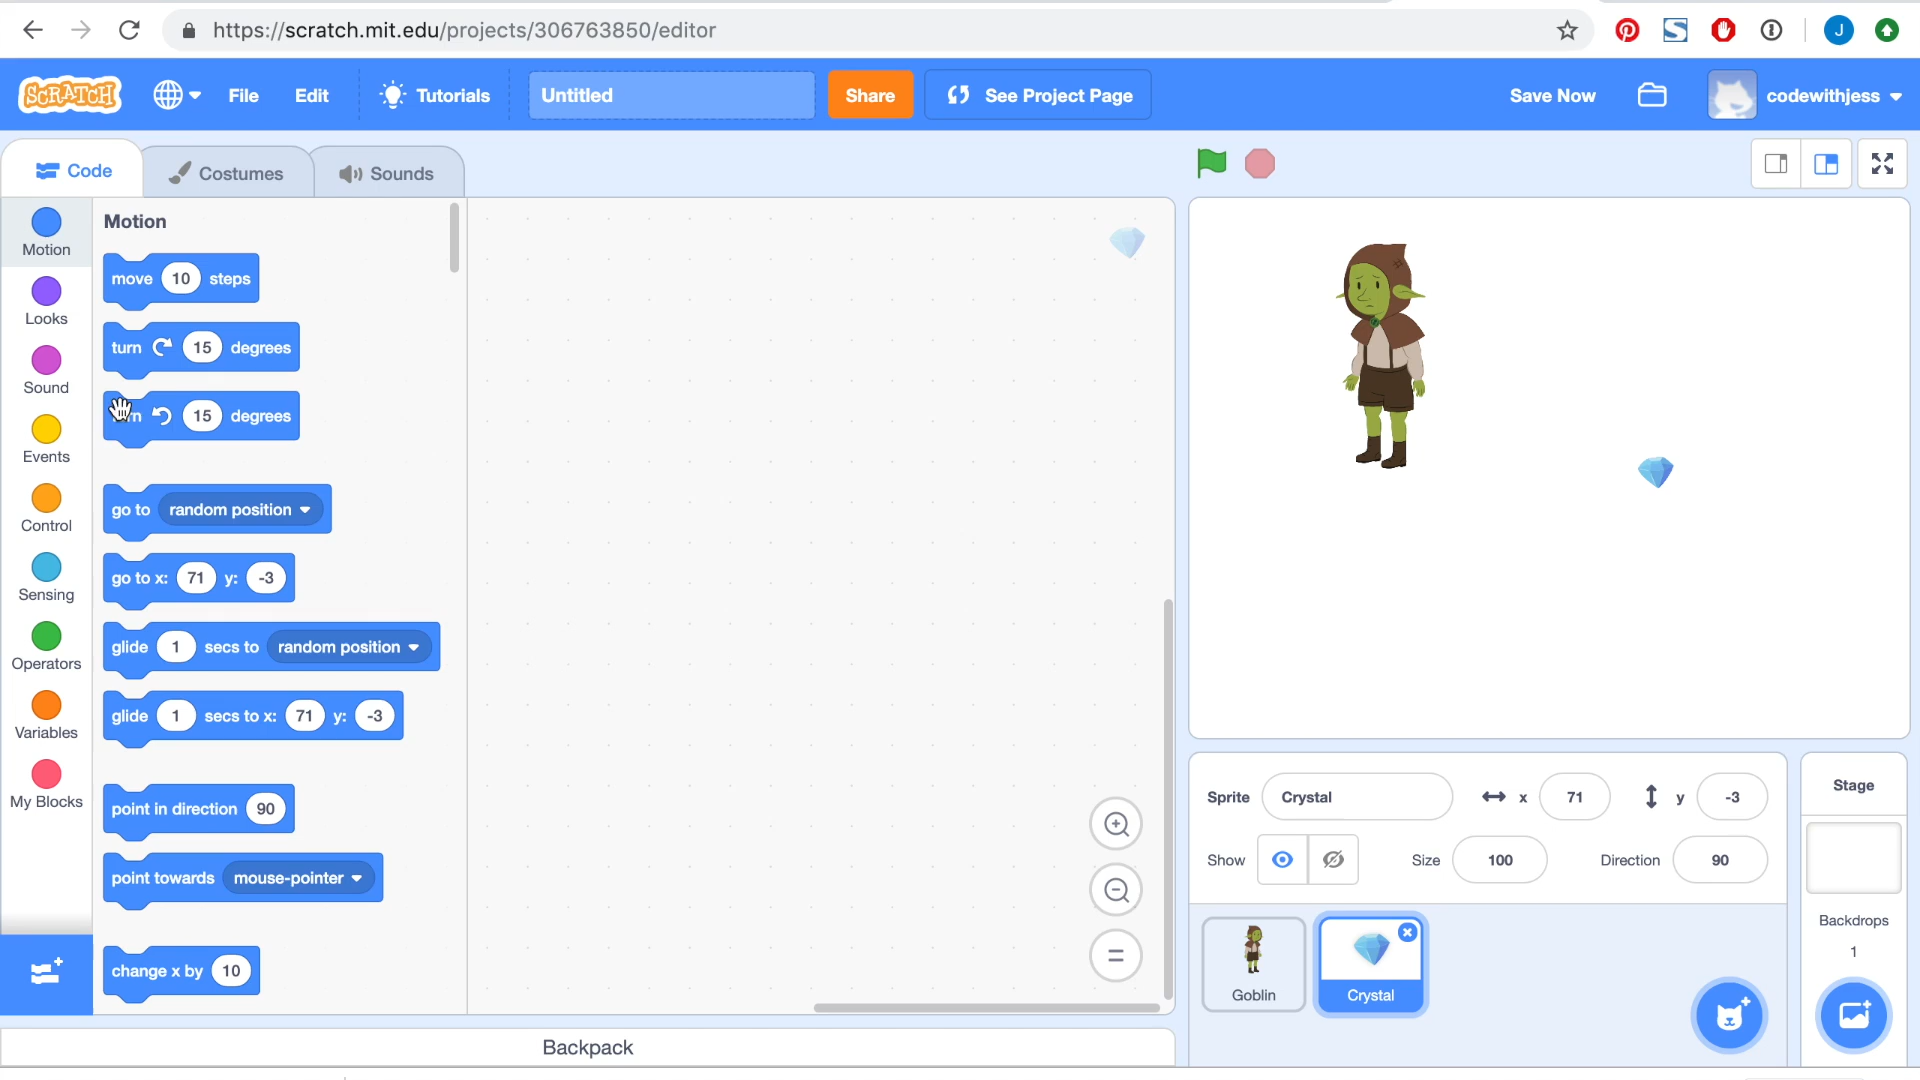 https://scratch.mit.edu/projects/306763850/editor
J
SCRATCH File Edit Tutorials Untitled Share See Project Page Save Now codewithjess
Code Costumes Sounds
Motion
Looks
Sound
Events
Control
Sensing
Operators
Variables
My Blocks
Motion
move 10 steps
turn 15 degrees
15 degrees
go to random position
go to x: 71 y: -3
glide 1 secs to random position
glide 1 secs to x: 71 y: -3
point in direction 90
point towards mouse-pointer
change x by 10
Backpack
Sprite Crystal x 71 y -3
Show Size 100 Direction 90
Goblin Crystal
Stage
Backdrops
1